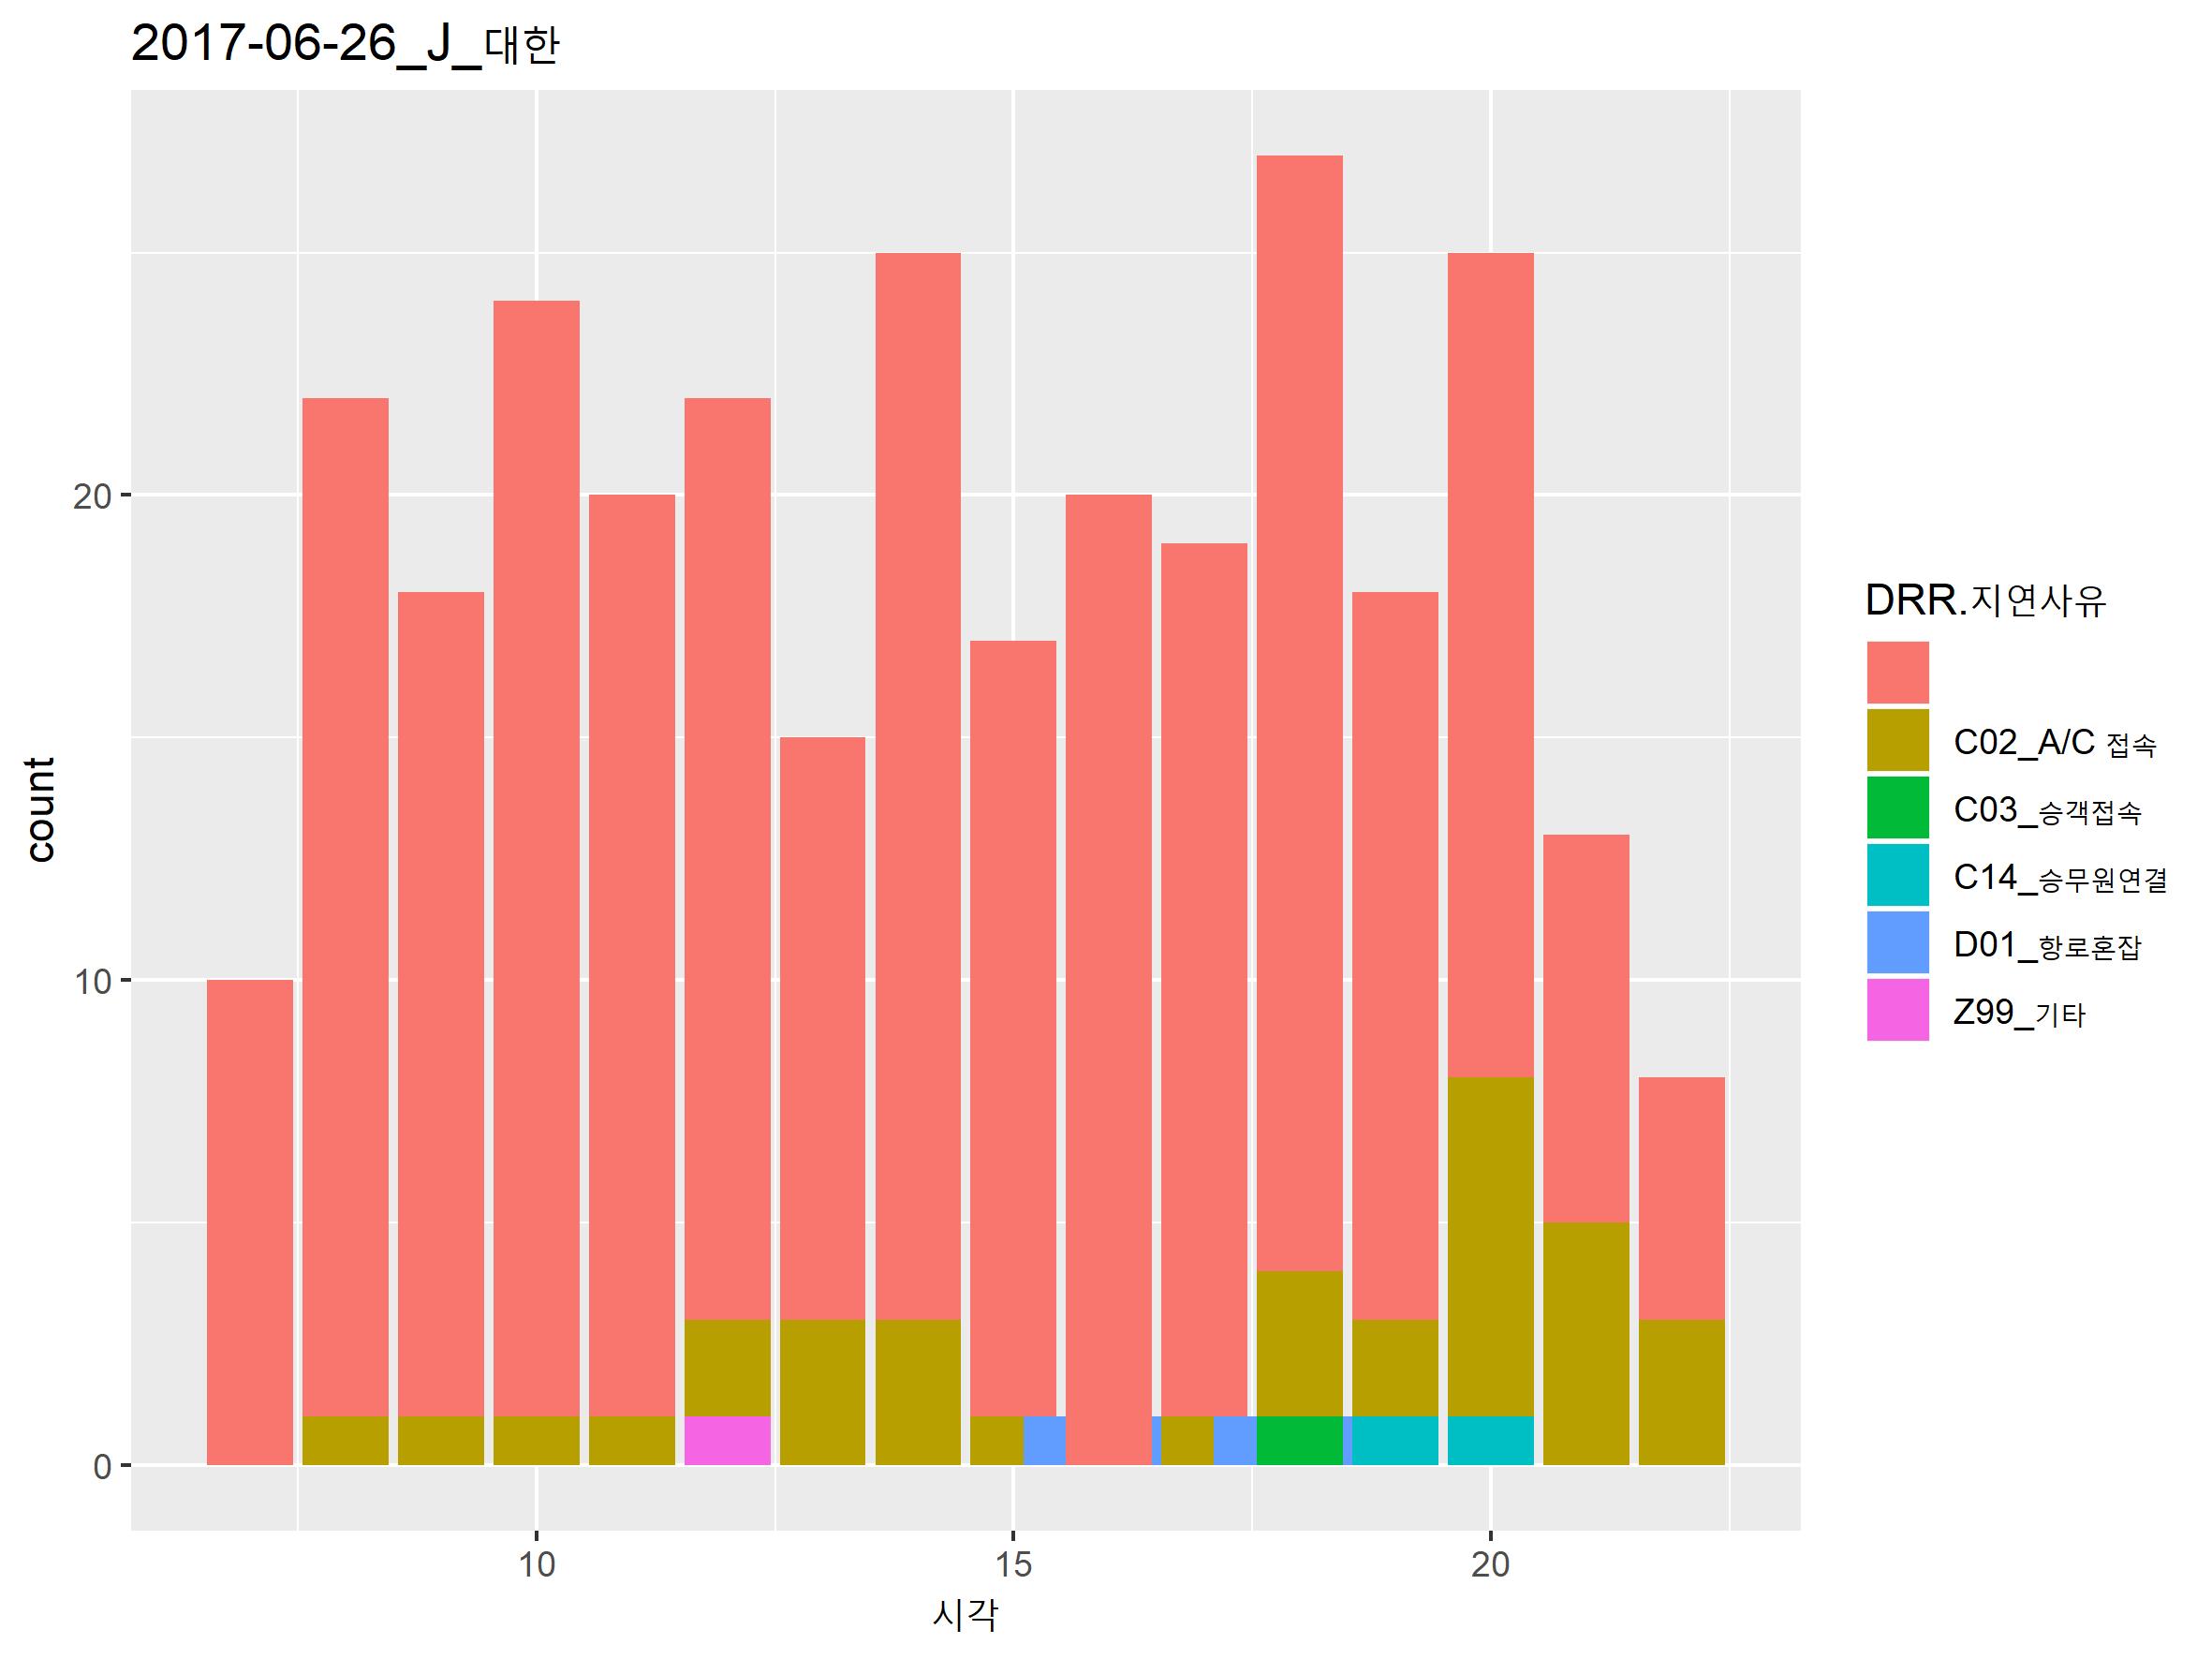 2017-06-26_J_대한
count
20
10
0
10 15 20
시각
DRR.지연사유
C02_A/C 접속
C03_승객접속
C14_승무원연결
D01_항로혼잡
Z99_기타